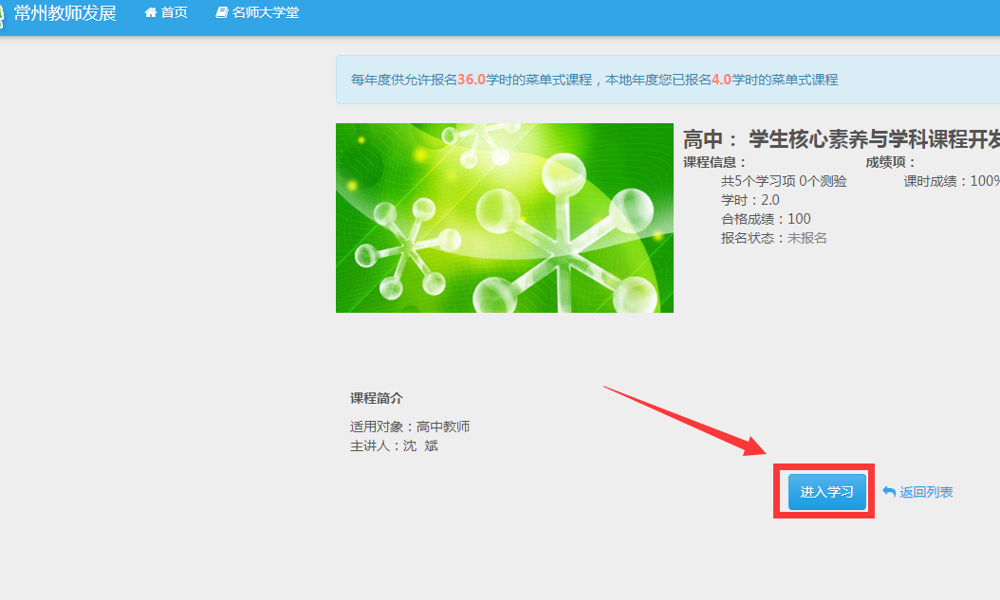 常州教师发展 首页 名师大学堂
每年度供允许报名36.0学时的菜单式课程，本地年度您已报名4.0学时的菜单式课程
高中： 学生核心素养与学科课程开发
课程信息： 成绩项：
共5个学习项 0个测验 课时成绩：100%
学时：2.0
合格成绩：100
报名状态：未报名
课程简介
适用对象：高中教师
主讲人：沈 斌
进入学习 返回列表